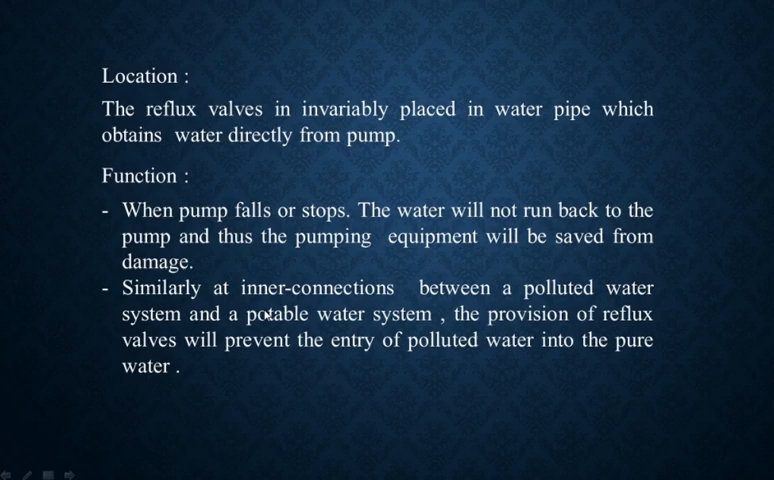 Location :
The reflux valves in invariably placed in water pipe which
obtains water directly from pump.
Function :
- When pump falls or stops. The water will not run back to the
pump and thus the pumping equipment will be saved from
damage.
- Similarly at inner-connections between a polluted water
system and a potable water system , the provision of reflux
valves will prevent the entry of polluted water into the pure
water .